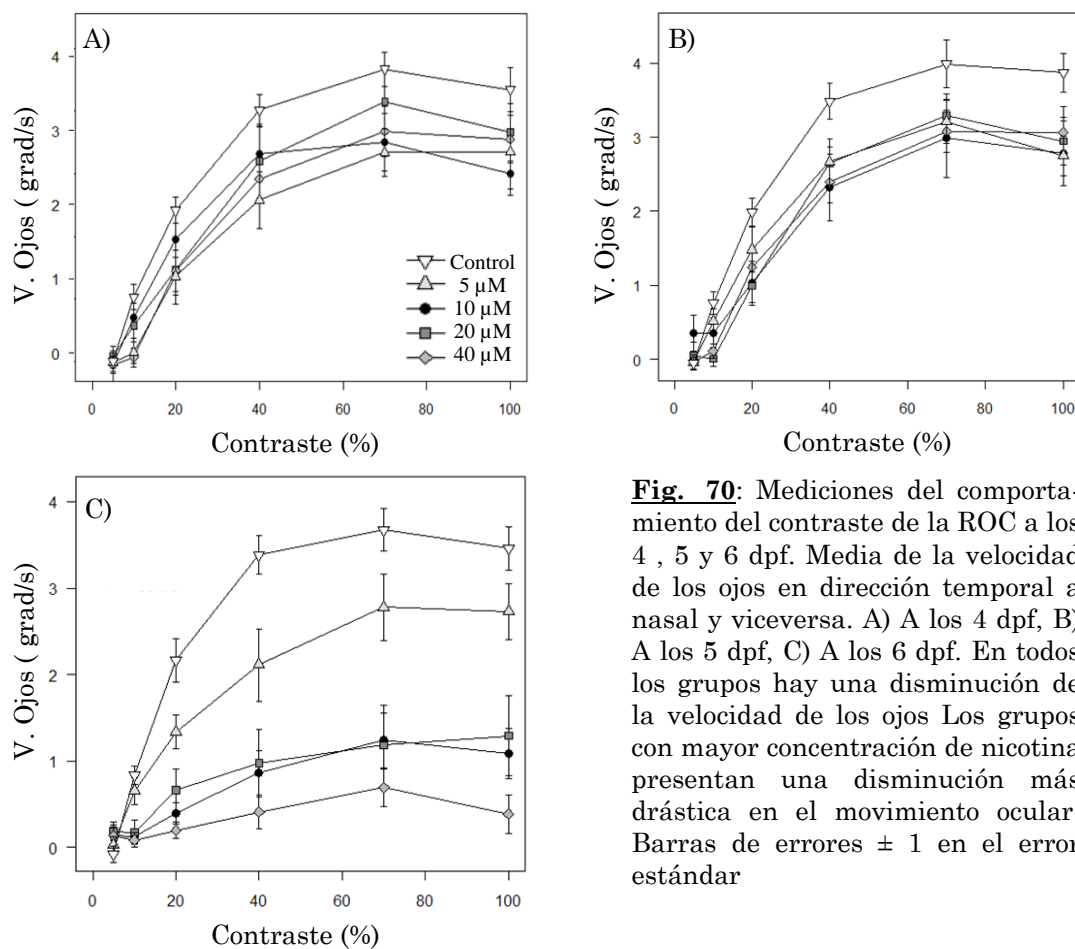 A)
V. Ojos ( grad/s)
4
3
2
1
0
0 20 40 60 80 100
Contraste (%)
Control
5 µM
10 µM
20 µM
40 µM
B)
V. Ojos ( grad/s)
4
3
2
1
0
0 20 40 60 80 100
Contraste (%)
C)
V. Ojos ( grad/s)
4
3
2
1
0
0 20 40 60 80 100
Contraste (%)
Fig. 70: Mediciones del comporta-
miento del contraste de la ROC a los
4 , 5 y 6 dpf. Media de la velocidad
de los ojos en dirección temporal a
nasal y viceversa. A) A los 4 dpf, B)
A los 5 dpf, C) A los 6 dpf. En todos
los grupos hay una disminución de
la velocidad de los ojos Los grupos
con mayor concentración de nicotina
presentan una disminución más
drástica en el movimiento ocular
Barras de errores ± 1 en el error
estándar